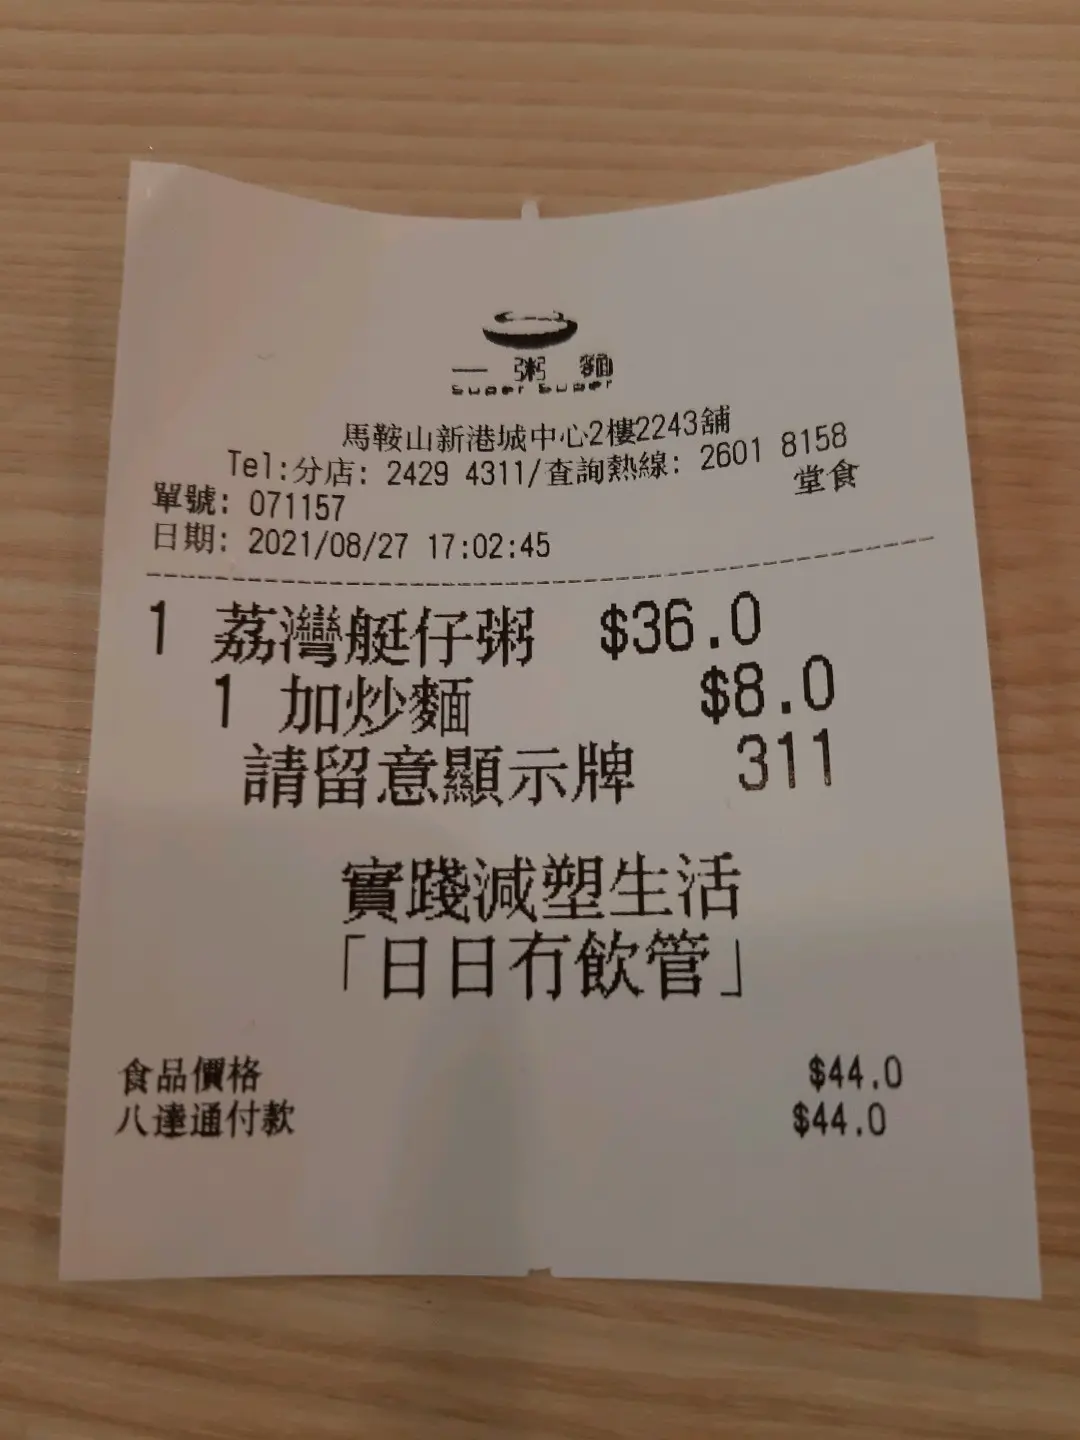 一粥麵
Super Super
馬鞍山新港城中心2樓2243舖
Tel:分店: 2429 4311/查詢熱線: 2601 8158
單號: 071157 堂食
日期: 2021/08/27 17:02:45
1 荔灣艇仔粥 $36.0
1 加炒麵 $8.0
請留意顯示牌 311
實踐減塑生活
「日日冇飲管」
食品價格 $44.0
八達通付款 $44.0